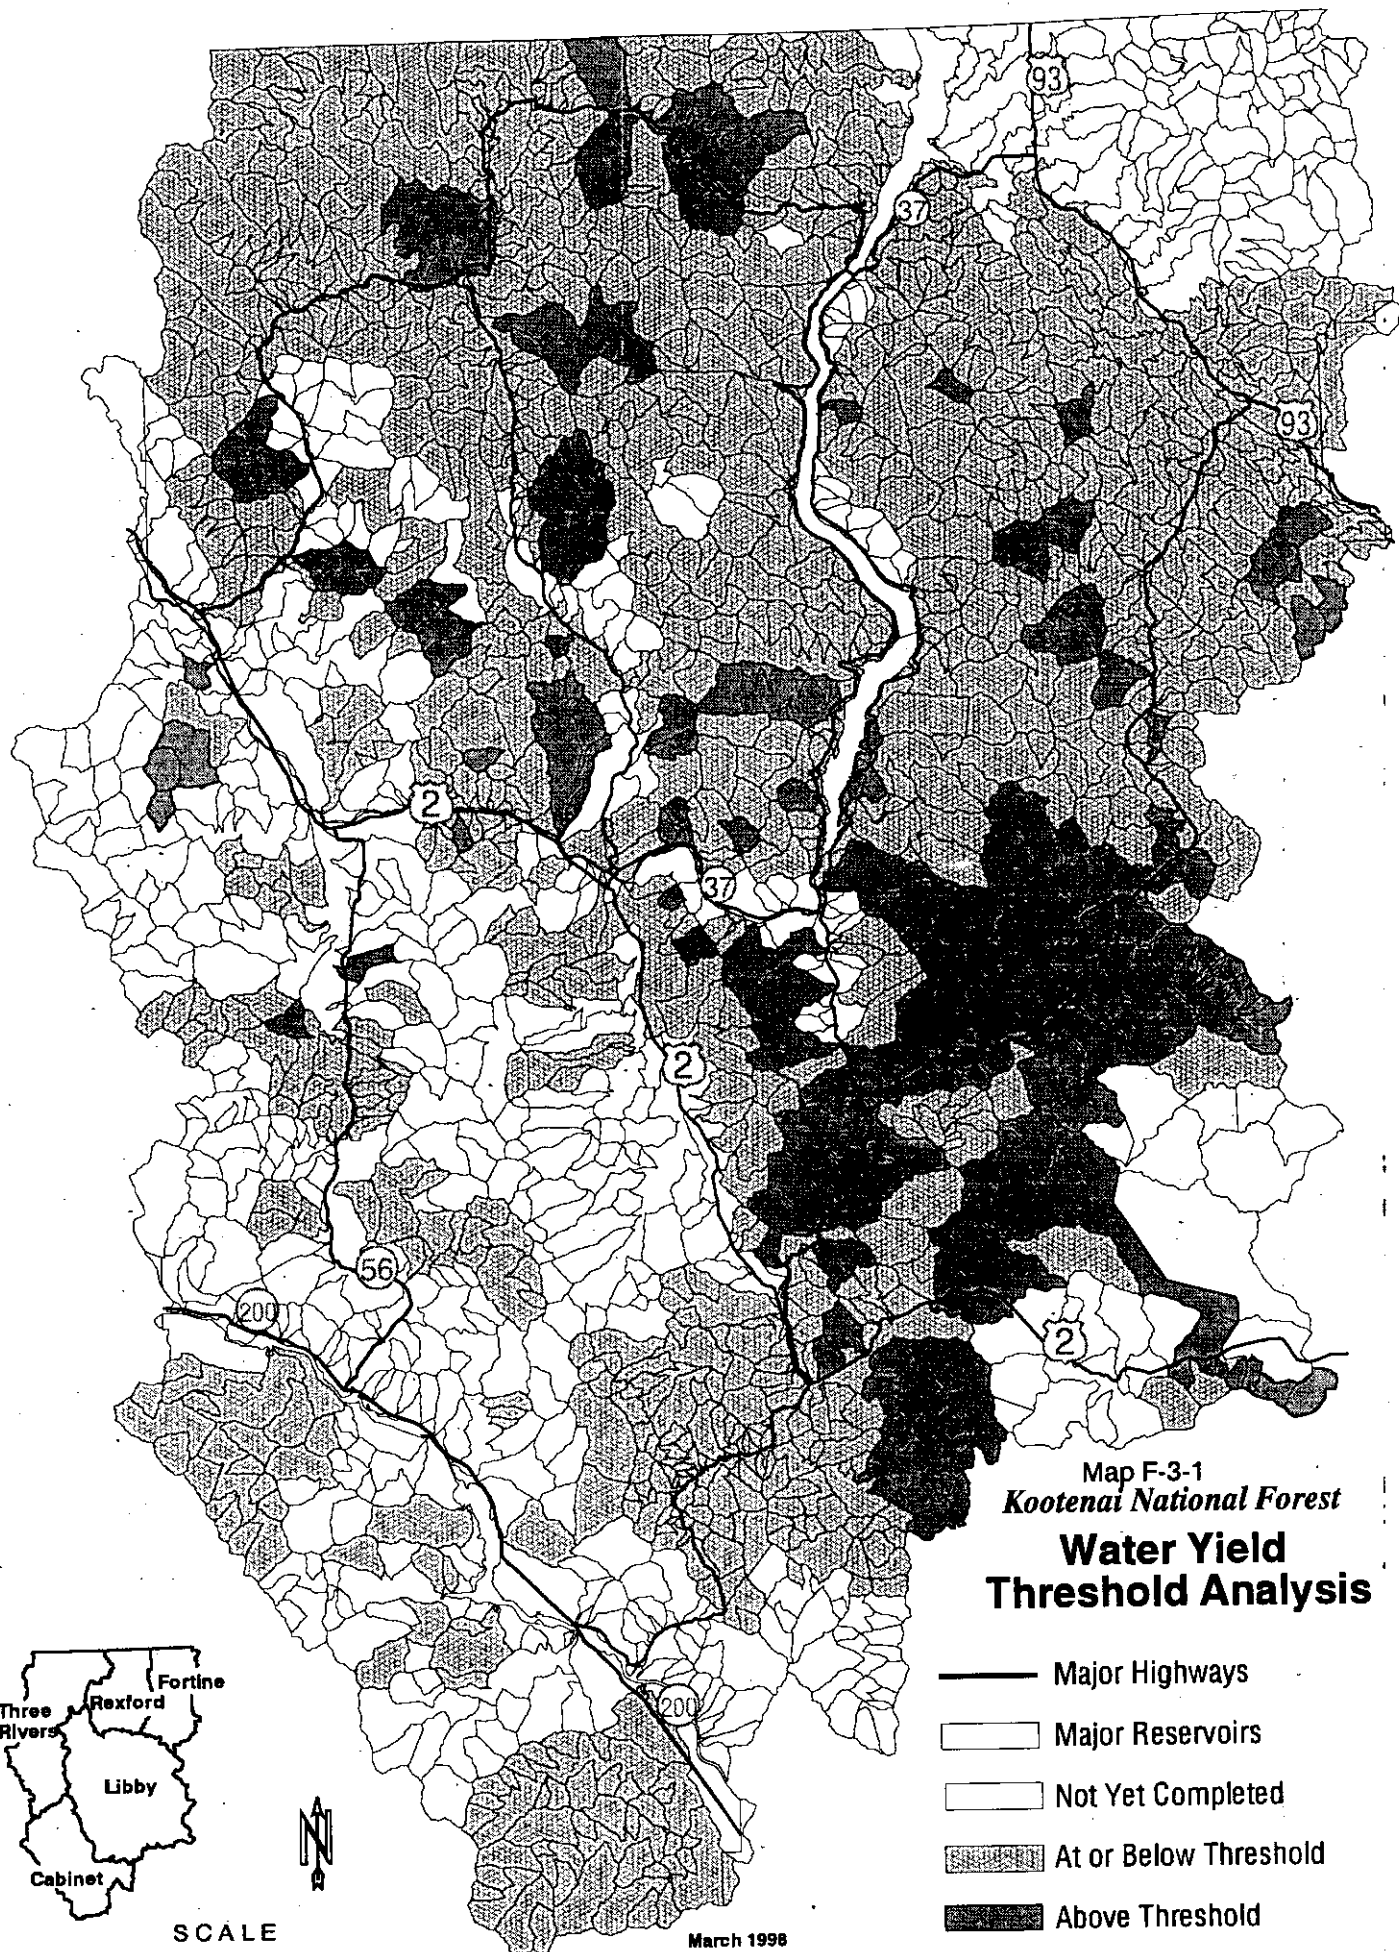 93
37
93
2
37
2
56
200
2
Map F-3-1
Kootenai National Forest
Water Yield
Threshold Analysis
Major Highways
Major Reservoirs
Not Yet Completed
At or Below Threshold
Above Threshold
200
Fortine
Rexford
Three
Rivers
Libby
Cabinet
N
SCALE
March 1998